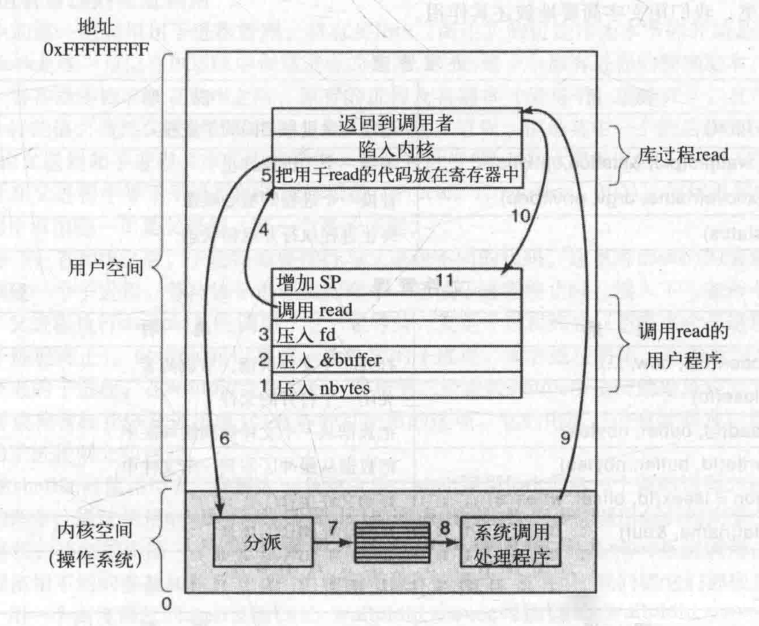 地址
0xFFFFFFFF
返回到调用者
陷入内核
5 把用于read的代码放在寄存器中
库过程read
4
10
用户空间
增加 SP 11
调用 read
3 压入 fd
2 压入 &buffer
1 压入 nbytes
调用read的
用户程序
6
9
内核空间
(操作系统)
分派
7
8
系统调用
处理程序
0